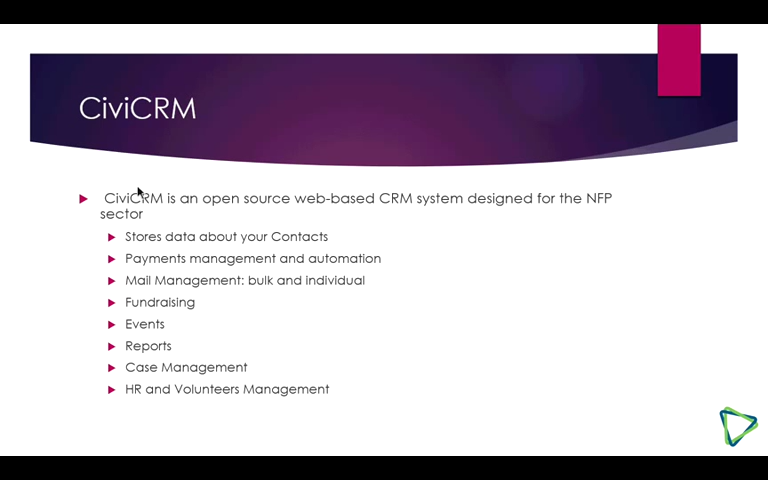 CiviCRM
CiviCRM is an open source web-based CRM system designed for the NFP
sector
Stores data about your Contacts
Payments management and automation
Mail Management: bulk and individual
Fundraising
Events
Reports
Case Management
HR and Volunteers Management